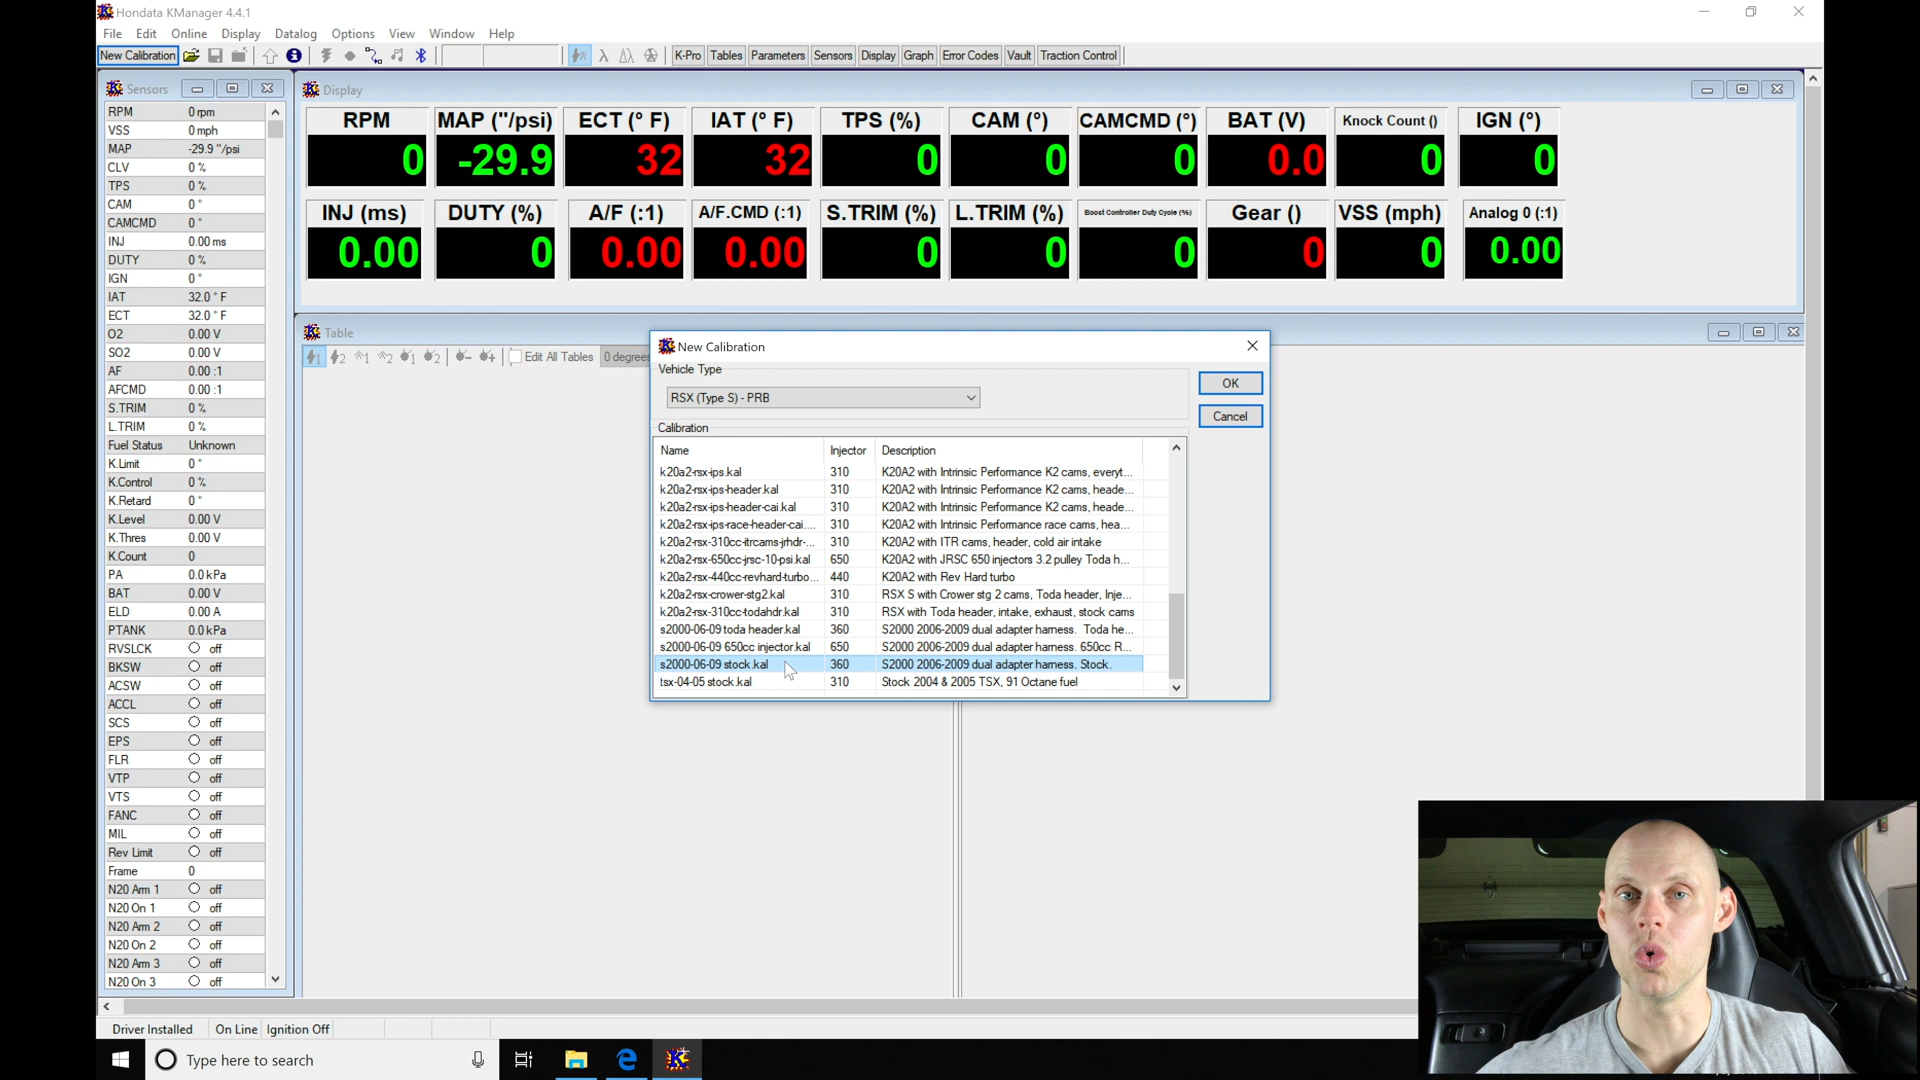 Hondata KManager 4.4.1
File Edit Online Display Datalog Options View Window Help
New Calibration K-Pro Tables Parameters Sensors Display Graph Error Codes Vault Traction Control
Sensors
RPM 0 rpm
VSS 0 mph
MAP -29.9 "/psi
CLV 0 %
TPS 0 %
CAM 0 °
CAMCMD 0 °
INJ 0.00 ms
DUTY 0 %
IGN 0 °
IAT 32.0 ° F
ECT 32.0 ° F
O2 0.00 V
SO2 0.00 V
AF 0.00 :1
AFCMD 0.00 :1
S.TRIM 0 %
L.TRIM 0 %
Fuel Status Unknown
K.Limit 0 °
K.Control 0 %
K.Retard 0 °
K.Level 0.00 V
K.Thres 0.00 V
K.Count 0
PA 0.0 kPa
BAT 0.00 V
ELD 0.00 A
PTANK 0.0 kPa
RVSLCK off
BKSW off
ACSW off
ACCL off
SCS off
EPS off
FLR off
VTP off
VTS off
FANC off
MIL off
Rev Limit off
Frame 0
N20 Arm 1 off
N20 On 1 off
N20 Arm 2 off
N20 On 2 off
N20 Arm 3 off
N20 On 3 off
Display
RPM MAP ("/psi) ECT (° F) IAT (° F) TPS (%) CAM (°) CAMCMD (°) BAT (V) Knock Count () IGN (°)
0 -29.9 32 32 0 0 0 0.0 0 0
INJ (ms) DUTY (%) A/F (:1) A/F.CMD (:1) S.TRIM (%) L.TRIM (%) Boost Controller Duty Cycle (%) Gear () VSS (mph) Analog 0 (:1)
0.00 0 0.00 0.00 0 0 0 0 0 0.00
Table
1 2 1 2 1 2 Edit All Tables 0 degrees
New Calibration
Vehicle Type
RSX (Type S) - PRB
OK
Cancel
Calibration
Name Injector Description
k20a2-rsx-ips.kal 310 K20A2 with Intrinsic Performance K2 cams, everyt...
k20a2-rsx-ips-header.kal 310 K20A2 with Intrinsic Performance K2 cams, heade...
k20a2-rsx-ips-header-cai.kal 310 K20A2 with Intrinsic Performance K2 cams, heade...
k20a2-rsx-ips-race-header-cai.... 310 K20A2 with Intrinsic Performance race cams, hea...
k20a2-rsx-310cc-itrcams-jrhdr-... 310 K20A2 with ITR cams, header, cold air intake
k20a2-rsx-650cc-jrsc-10-psi.kal 650 K20A2 with JRSC 650 injectors 3.2 pulley Toda h...
k20a2-rsx-440cc-revhard-turbo... 440 K20A2 with Rev Hard turbo
k20a2-rsx-crower-stg2.kal 310 RSX S with Crower stg 2 cams, Toda header, Inje...
k20a2-rsx-310cc-todahdr.kal 310 RSX with Toda header, intake, exhaust, stock cams
s2000-06-09 toda header.kal 360 S2000 2006-2009 dual adapter harness. Toda he...
s2000-06-09 650cc injector.kal 650 S2000 2006-2009 dual adapter harness. 650cc R...
s2000-06-09 stock.kal 360 S2000 2006-2009 dual adapter harness. Stock.
tsx-04-05 stock.kal 310 Stock 2004 & 2005 TSX, 91 Octane fuel
Driver Installed On Line Ignition Off
Type here to search